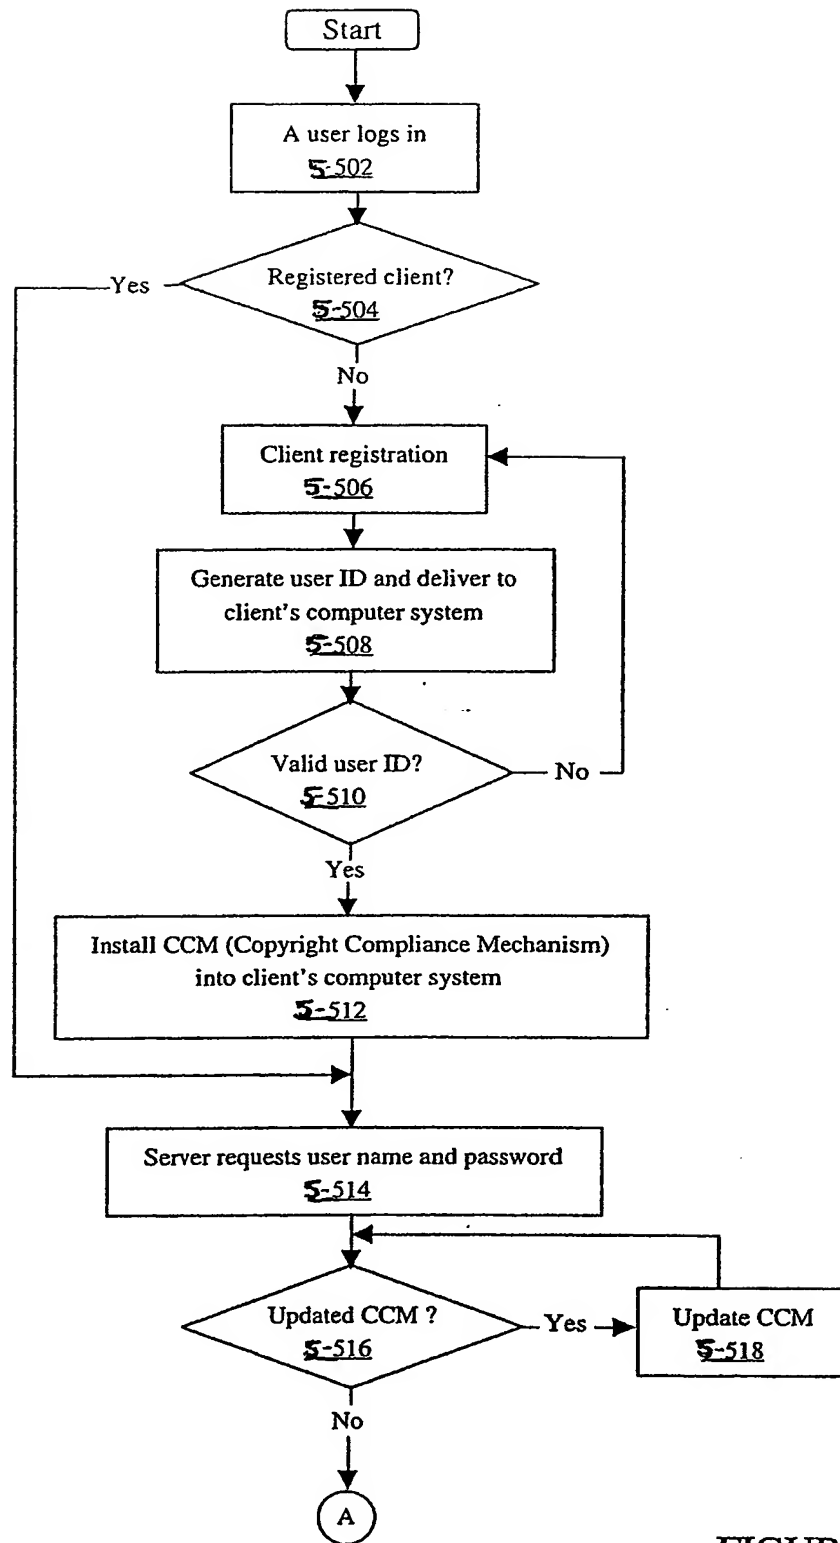 Start
A user logs in
5-502
Yes
Registered client?
5-504
No
Client registration
5-506
Generate user ID and deliver to
client's computer system
5-508
Valid user ID?
5-510
No
Yes
Install CCM (Copyright Compliance Mechanism)
into client's computer system
5-512
Server requests user name and password
5-514
Updated CCM ?
5-516
Yes
Update CCM
5-518
No
A